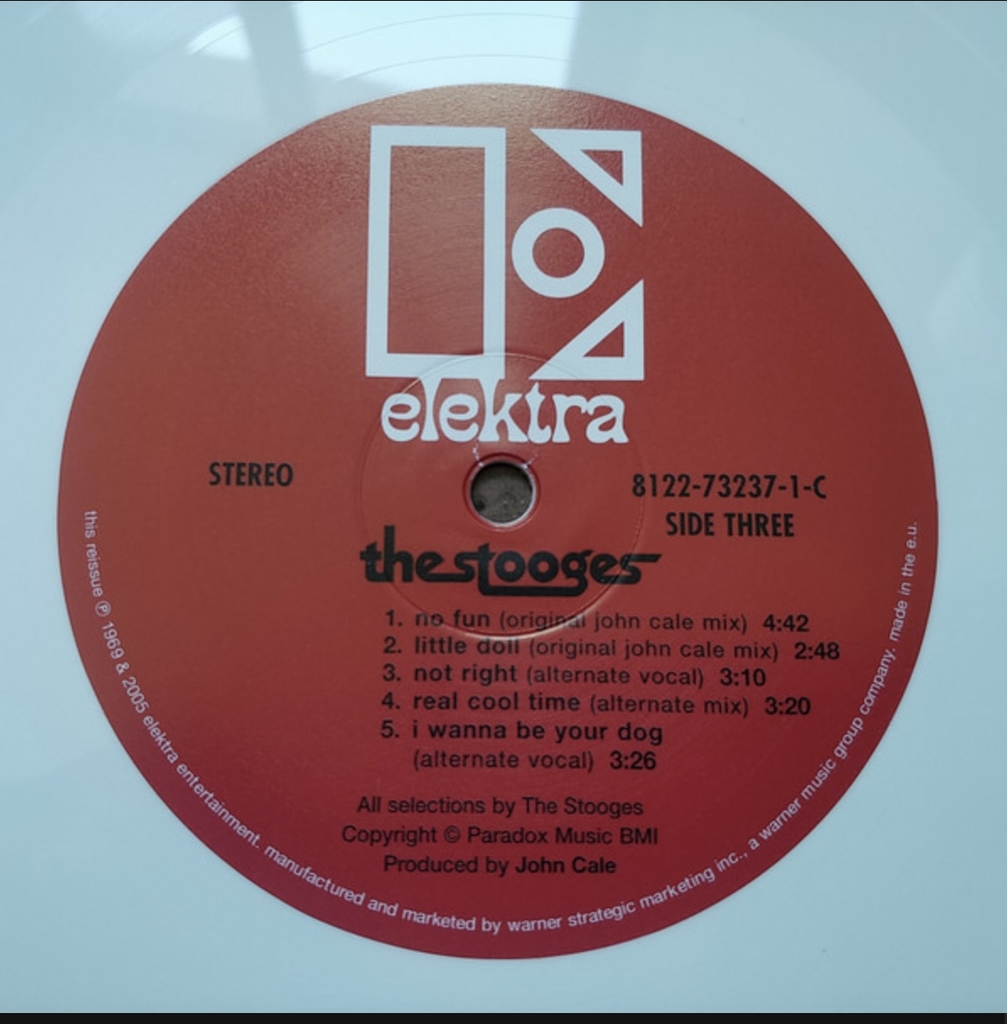 elektra
STEREO
8122-73237-1-C
SIDE THREE
the stooges
1. no fun (original john cale mix) 4:42
2. little doll (original john cale mix) 2:48
3. not right (alternate vocal) 3:10
4. real cool time (alternate mix) 3:20
5. i wanna be your dog
(alternate vocal) 3:26
All selections by The Stooges
Copyright © Paradox Music BMI
Produced by John Cale
this reissue ℗ 1969 & 2005 elektra entertainment. manufactured and marketed by warner strategic marketing inc., a warner music group company. made in the e.u.